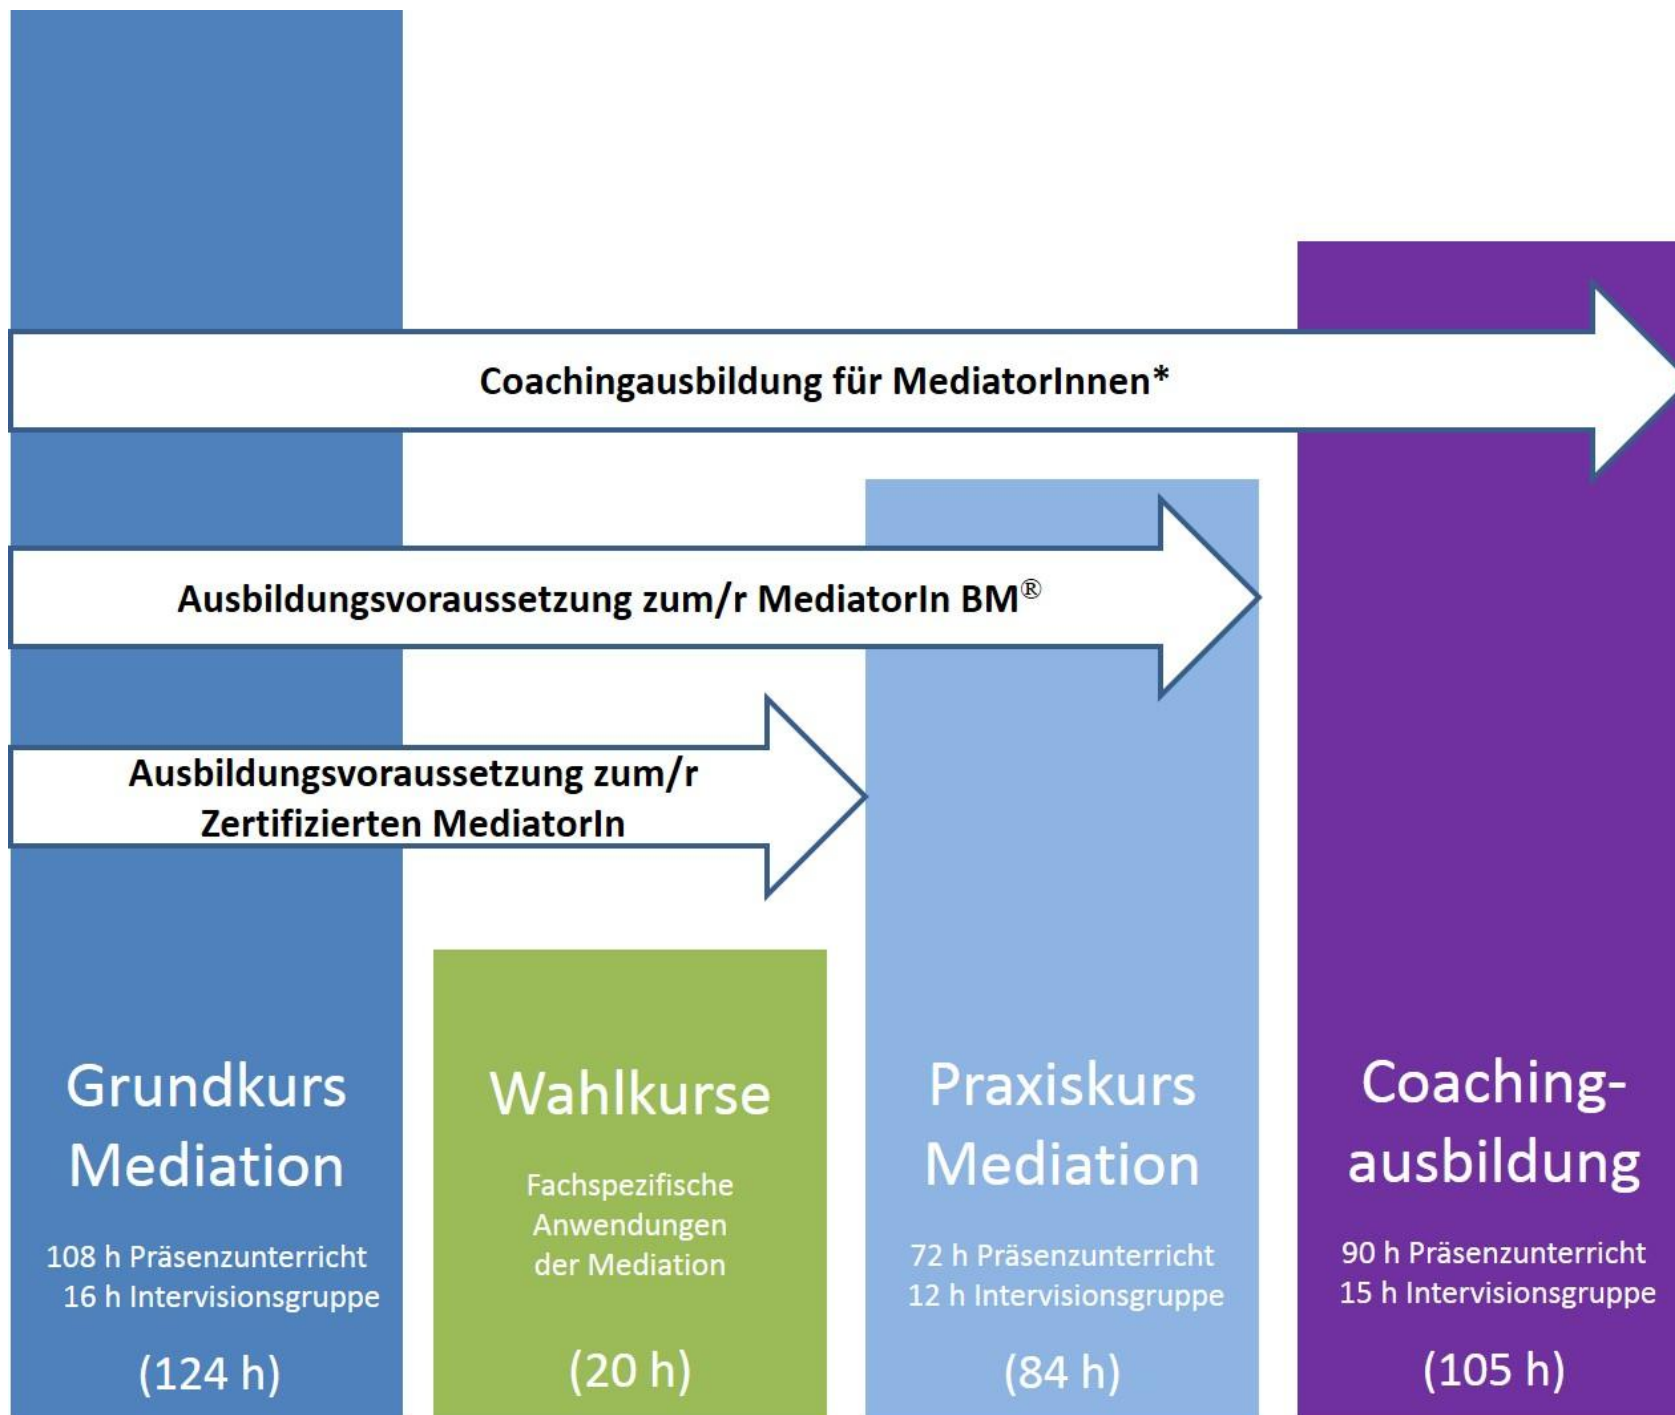 Coachingausbildung für MediatorInnen*
Ausbildungsvoraussetzung zum/r MediatorIn BM®
Ausbildungsvoraussetzung zum/r
Zertifizierten MediatorIn
Grundkurs
Mediation
108 h Präsenzunterricht
16 h Intervisionsgruppe
(124 h)
Wahlkurse
Fachspezifische
Anwendungen
der Mediation
(20 h)
Praxiskurs
Mediation
72 h Präsenzunterricht
12 h Intervisionsgruppe
(84 h)
Coaching-
ausbildung
90 h Präsenzunterricht
15 h Intervisionsgruppe
(105 h)